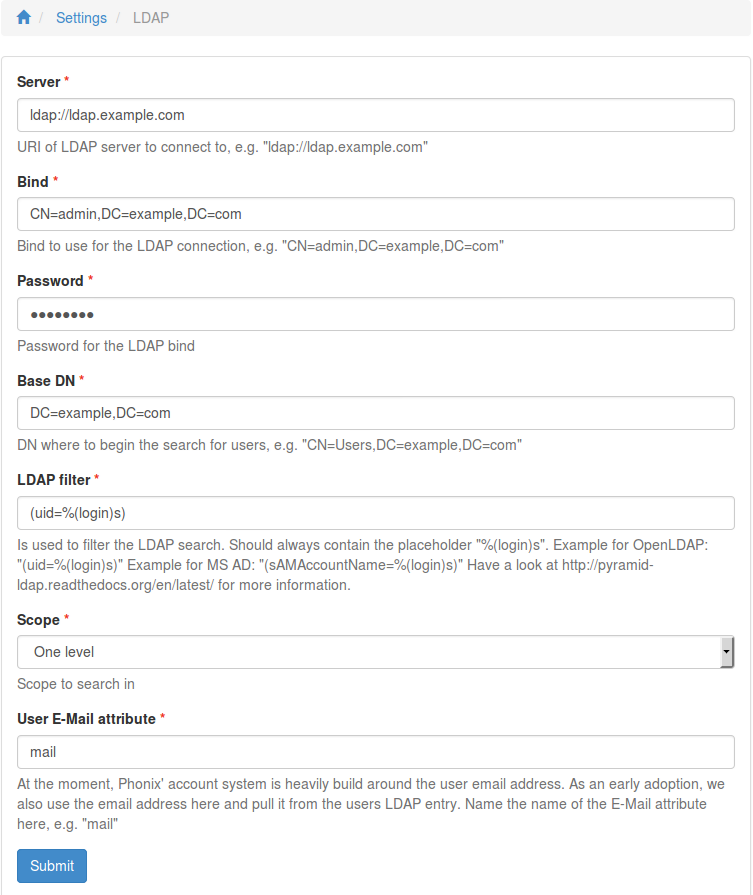 / Settings / LDAP
Server *
ldap://ldap.example.com
URI of LDAP server to connect to, e.g. "ldap://ldap.example.com"
Bind *
CN=admin,DC=example,DC=com
Bind to use for the LDAP connection, e.g. "CN=admin,DC=example,DC=com"
Password *
●●●●●●●●
Password for the LDAP bind
Base DN *
DC=example,DC=com
DN where to begin the search for users, e.g. "CN=Users,DC=example,DC=com"
LDAP filter *
(uid=%(login)s)
Is used to filter the LDAP search. Should always contain the placeholder "%(login)s". Example for OpenLDAP:
"(uid=%(login)s)" Example for MS AD: "(sAMAccountName=%(login)s)" Have a look at http://pyramid-
ldap.readthedocs.org/en/latest/ for more information.
Scope *
One level
Scope to search in
User E-Mail attribute *
mail
At the moment, Phonix' account system is heavily build around the user email address. As an early adoption, we
also use the email address here and pull it from the users LDAP entry. Name the name of the E-Mail attribute
here, e.g. "mail"
Submit